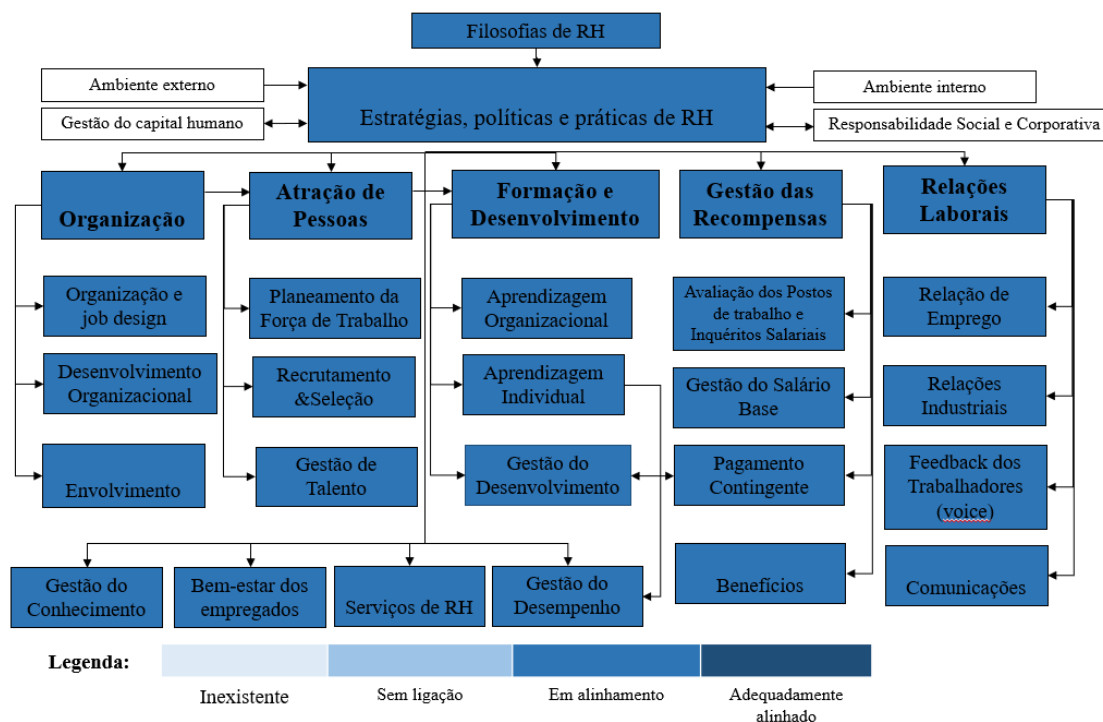 Filosofias de RH
Ambiente externo
Gestão do capital humano
Estratégias, políticas e práticas de RH
Ambiente interno
Responsabilidade Social e Corporativa
Organização
Atração de
Pessoas
Formação e
Desenvolvimento
Gestão das
Recompensas
Relações
Laborais
Organização e
job design
Desenvolvimento
Organizacional
Envolvimento
Planeamento da
Força de Trabalho
Recrutamento
&Seleção
Gestão de
Talento
Aprendizagem
Organizacional
Aprendizagem
Individual
Gestão do
Desenvolvimento
Avaliação dos Postos
de trabalho e
Inquéritos Salariais
Gestão do Salário
Base
Pagamento
Contingente
Benefícios
Relação de
Emprego
Relações
Industriais
Feedback dos
Trabalhadores
(voice)
Comunicações
Gestão do
Conhecimento
Bem-estar dos
empregados
Serviços de RH
Gestão do
Desempenho
Legenda:
Inexistente
Sem ligação
Em alinhamento
Adequadamente
alinhado